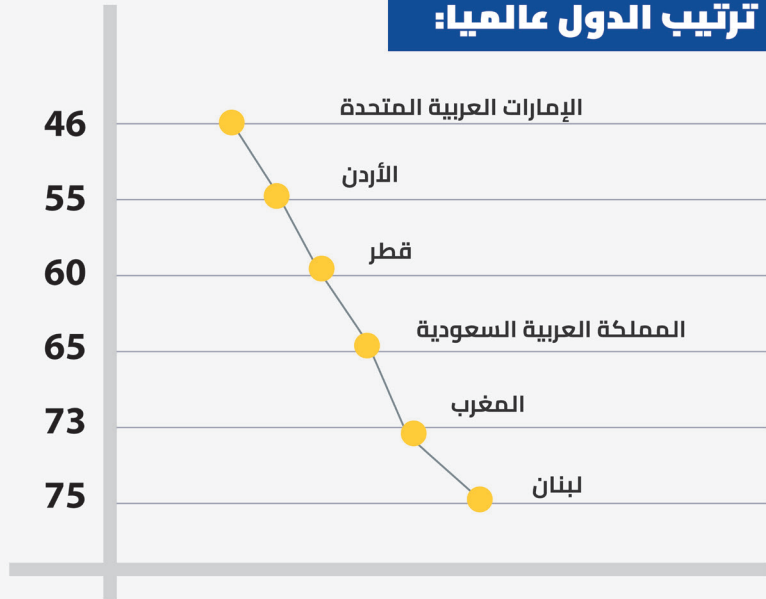 ترتيب الدول عالميا:
46
الإمارات العربية المتحدة
55
الأردن
60
قطر
65
المملكة العربية السعودية
73
المغرب
75
لبنان